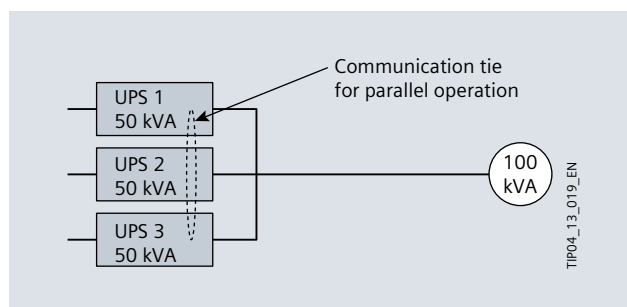 Communication tie
for parallel operation
UPS 1
50 kVA
UPS 2
50 kVA
UPS 3
50 kVA
100
kVA
TIP04_13_019_EN